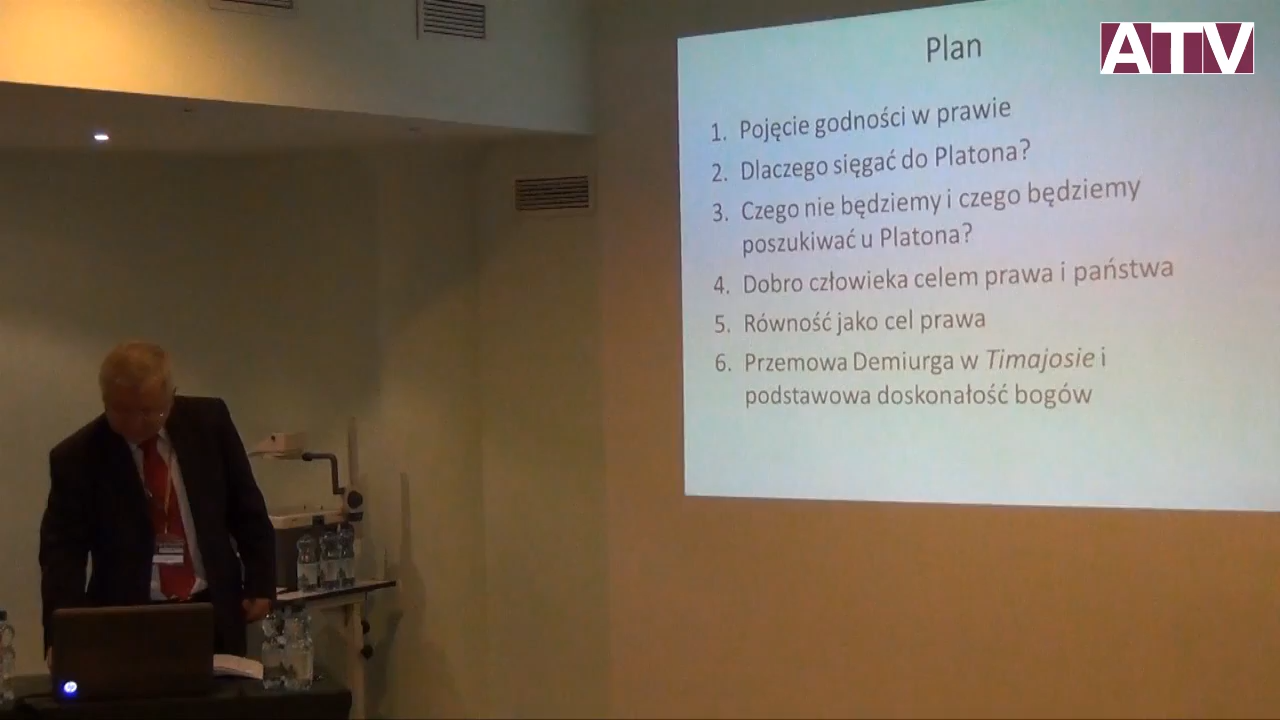 ATV
Plan
1. Pojęcie godności w prawie
2. Dlaczego sięgać do Platona?
3. Czego nie będziemy i czego będziemy
poszukiwać u Platona?
4. Dobro człowieka celem prawa i państwa
5. Równość jako cel prawa
6. Przemowa Demiurga w Timajosie i
podstawowa doskonałość bogów